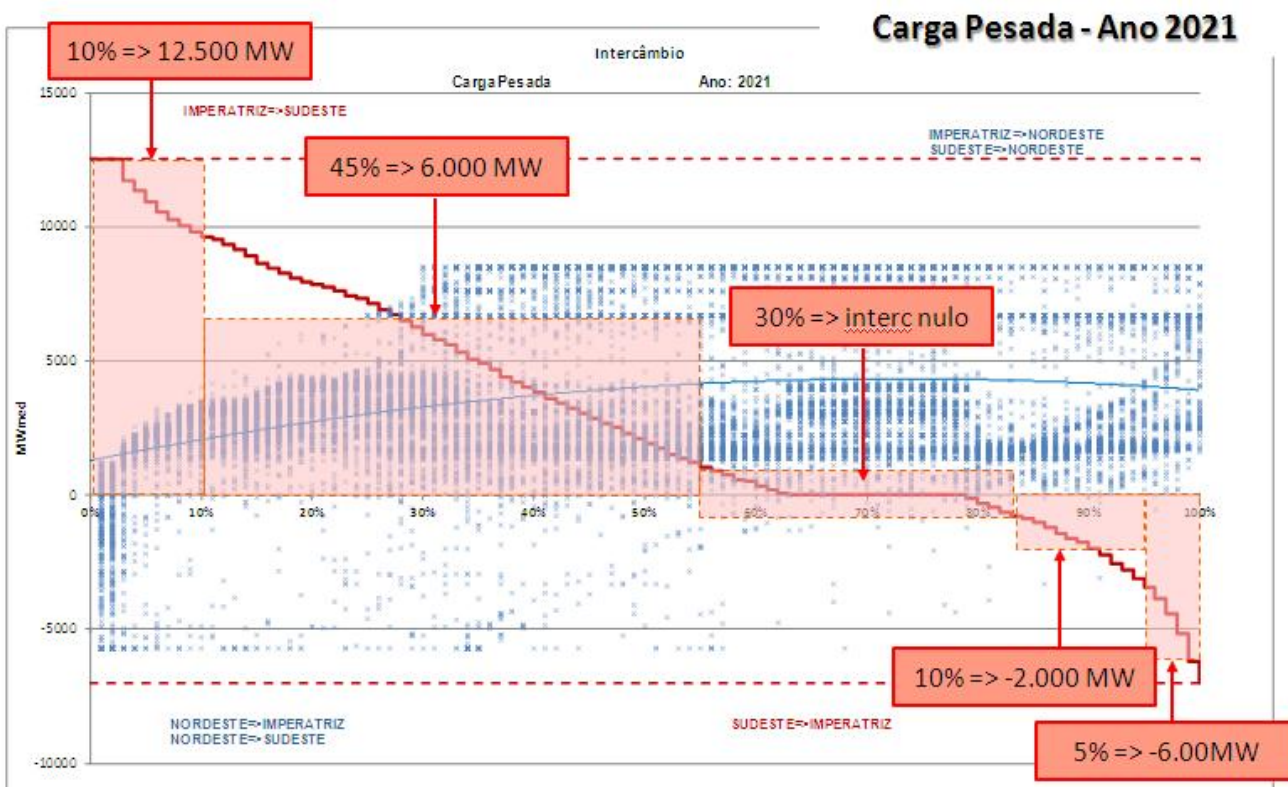 Carga Pesada - Ano 2021
10% => 12.500 MW
Intercâmbio
Carga Pesada Ano: 2021
15000
IMPERATRIZ=>SUDESTE
IMPERATRIZ=>NORDESTE
SUDESTE=>NORDESTE
45% => 6.000 MW
10000
30% => interc nulo
5000
MWmed
0
0% 10% 20% 30% 40% 50% 60% 70% 80% 90% 100%
-5000
10% => -2.000 MW
NORDESTE=>IMPERATRIZ
NORDESTE=>SUDESTE
SUDESTE=>IMPERATRIZ
5% => -6.00MW
-10000